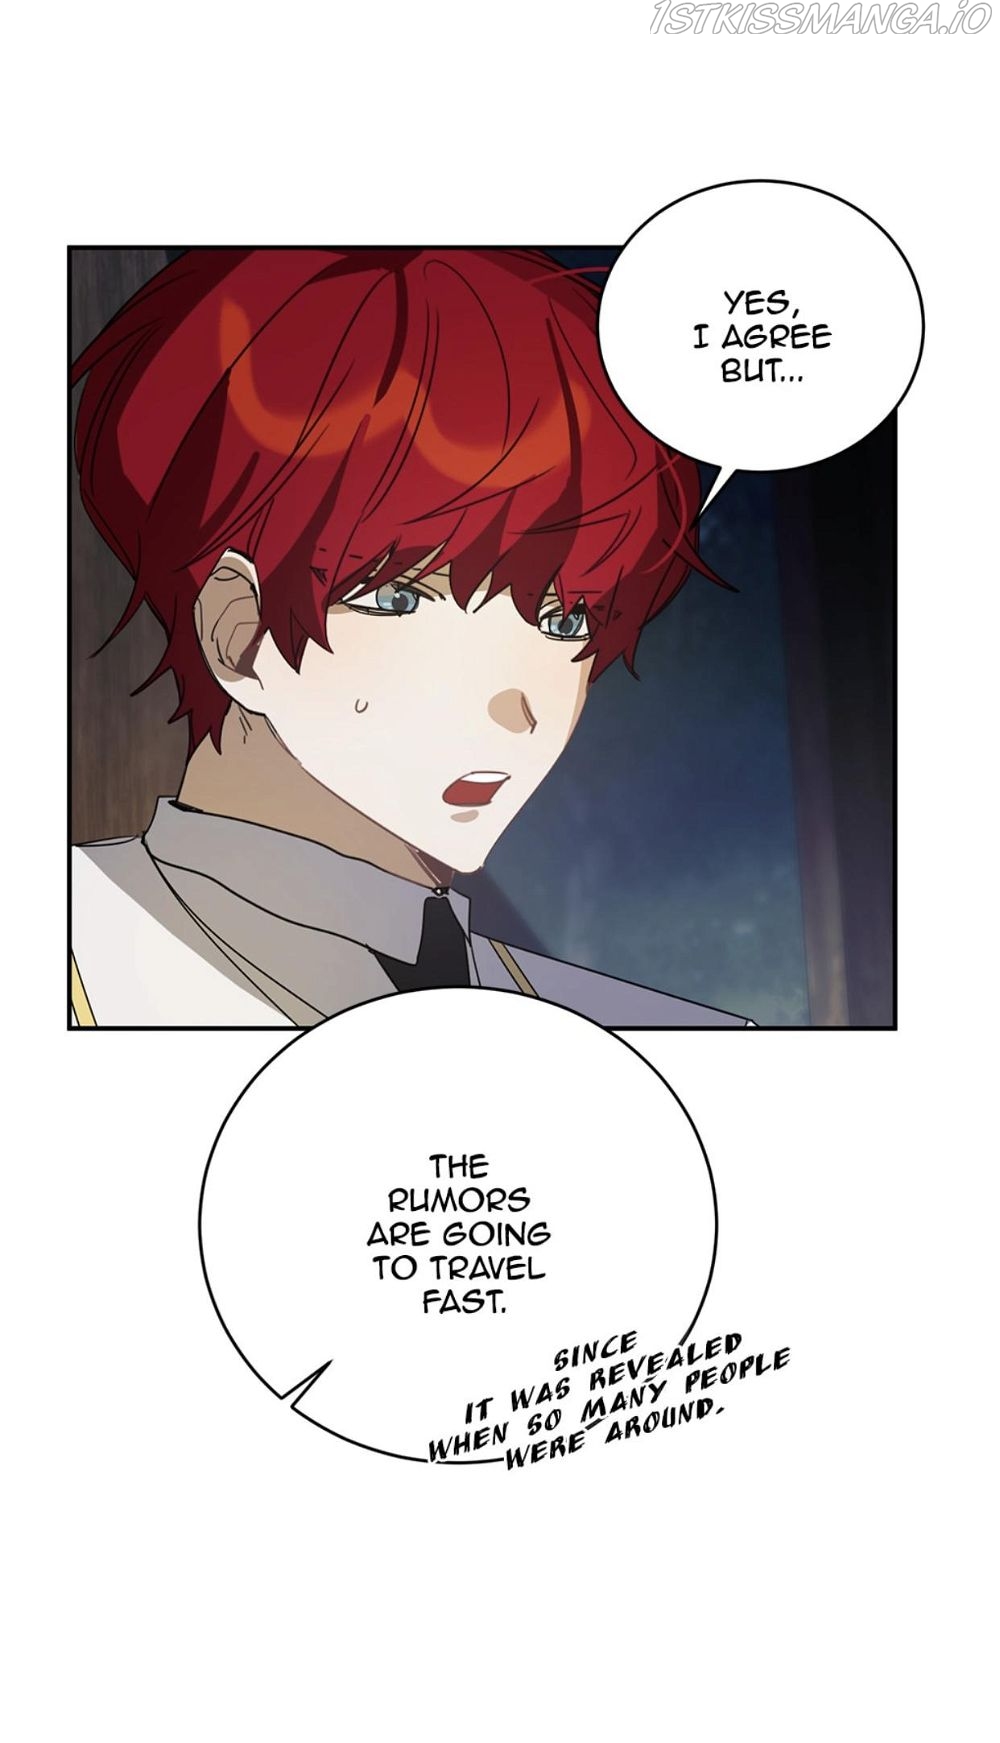 1STKISSMANGA.iO
YES,
I AGREE
BUT...
THE
RUMORS
ARE GOING
TO TRAVEL
FAST.
SINCE
IT WAS REVEALED
WHEN SO MANY PEOPLE
WERE AROUND.